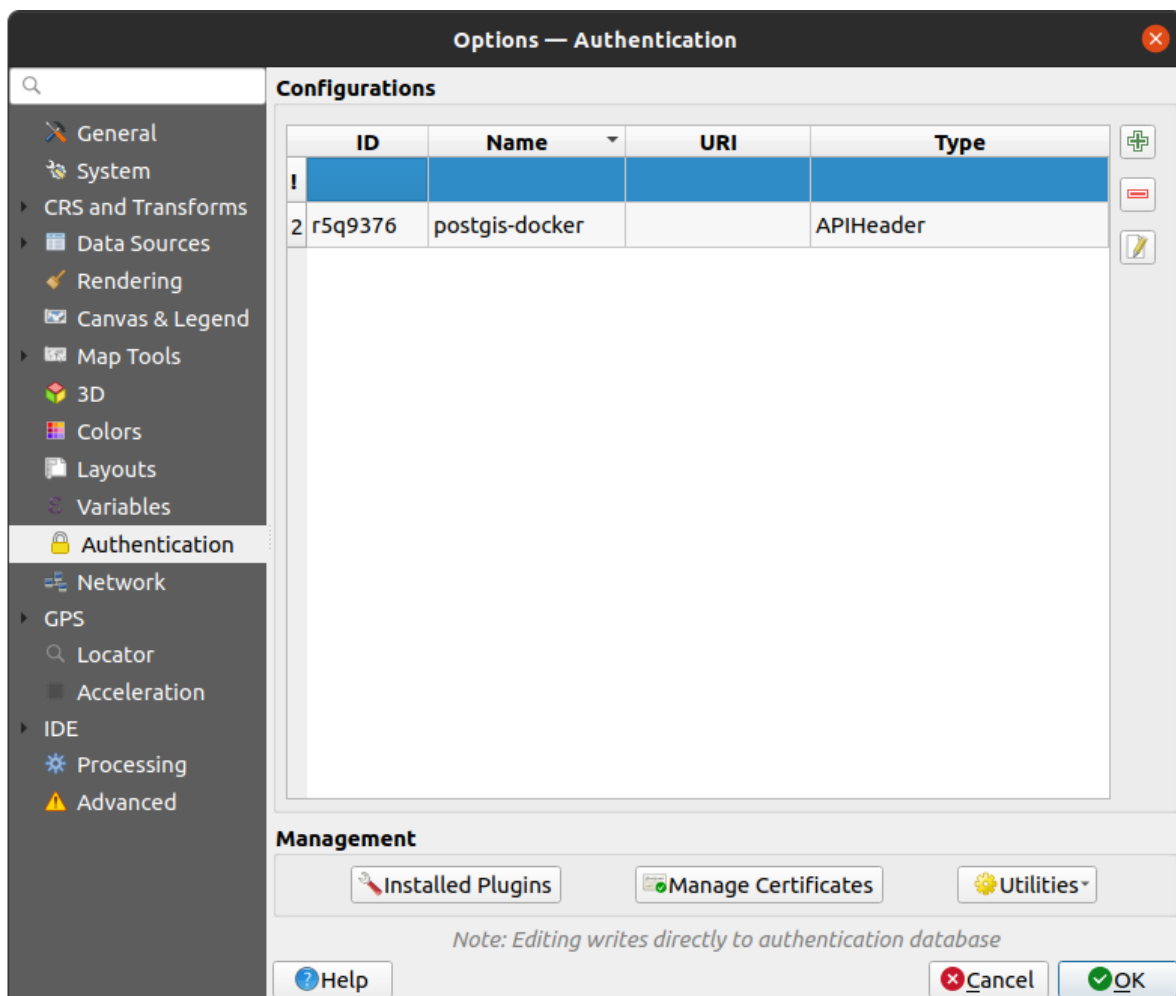 Options — Authentication
Configurations
General
System
CRS and Transforms
Data Sources
Rendering
Canvas & Legend
Map Tools
3D
Colors
Layouts
Variables
Authentication
Network
GPS
Locator
Acceleration
IDE
Processing
Advanced
ID Name URI Type
!
2 r5q9376 postgis-docker APIHeader
Management
Installed Plugins Manage Certificates Utilities
Note: Editing writes directly to authentication database
Help Cancel OK